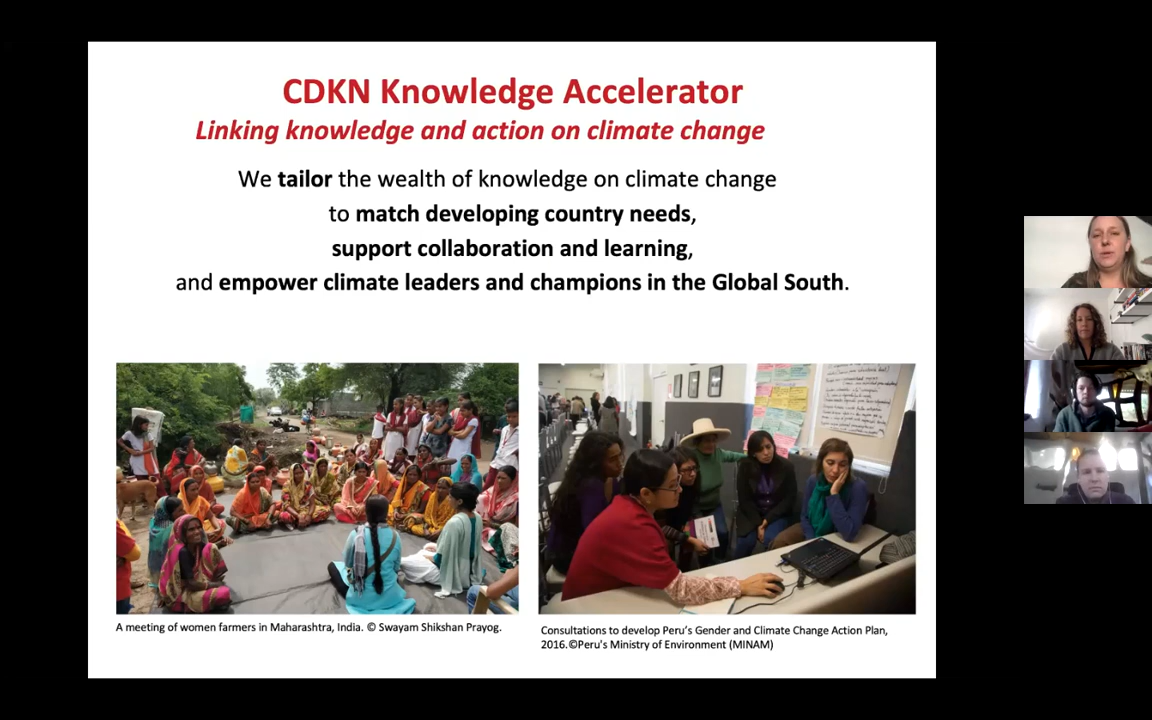 CDKN Knowledge Accelerator
Linking knowledge and action on climate change
We tailor the wealth of knowledge on climate change
to match developing country needs,
support collaboration and learning,
and empower climate leaders and champions in the Global South.
A meeting of women farmers in Maharashtra, India. © Swayam Shikshan Prayog.
Consultations to develop Peru's Gender and Climate Change Action Plan,
2016.©Peru's Ministry of Environment (MINAM)